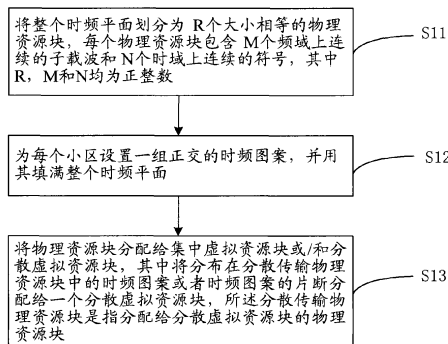 将整个时频平面划分为 R个大小相等的物理
资源块，每个物理资源块包含 M个频域上连
续的子载波和 N个时域上连续的符号，其中
R，M和N均为正整数
S11
为每个小区设置一组正交的时频图案，并用
其填满整个时频平面
S12
将物理资源块分配给集中虚拟资源块或/和分
散虚拟资源块，其中将分布在分散传输物理
资源块中的时频图案或者时频图案的片断分
配给一个分散虚拟资源块，所述分散传输物
理资源块是指分配给分散虚拟资源块的物理
资源块
S13